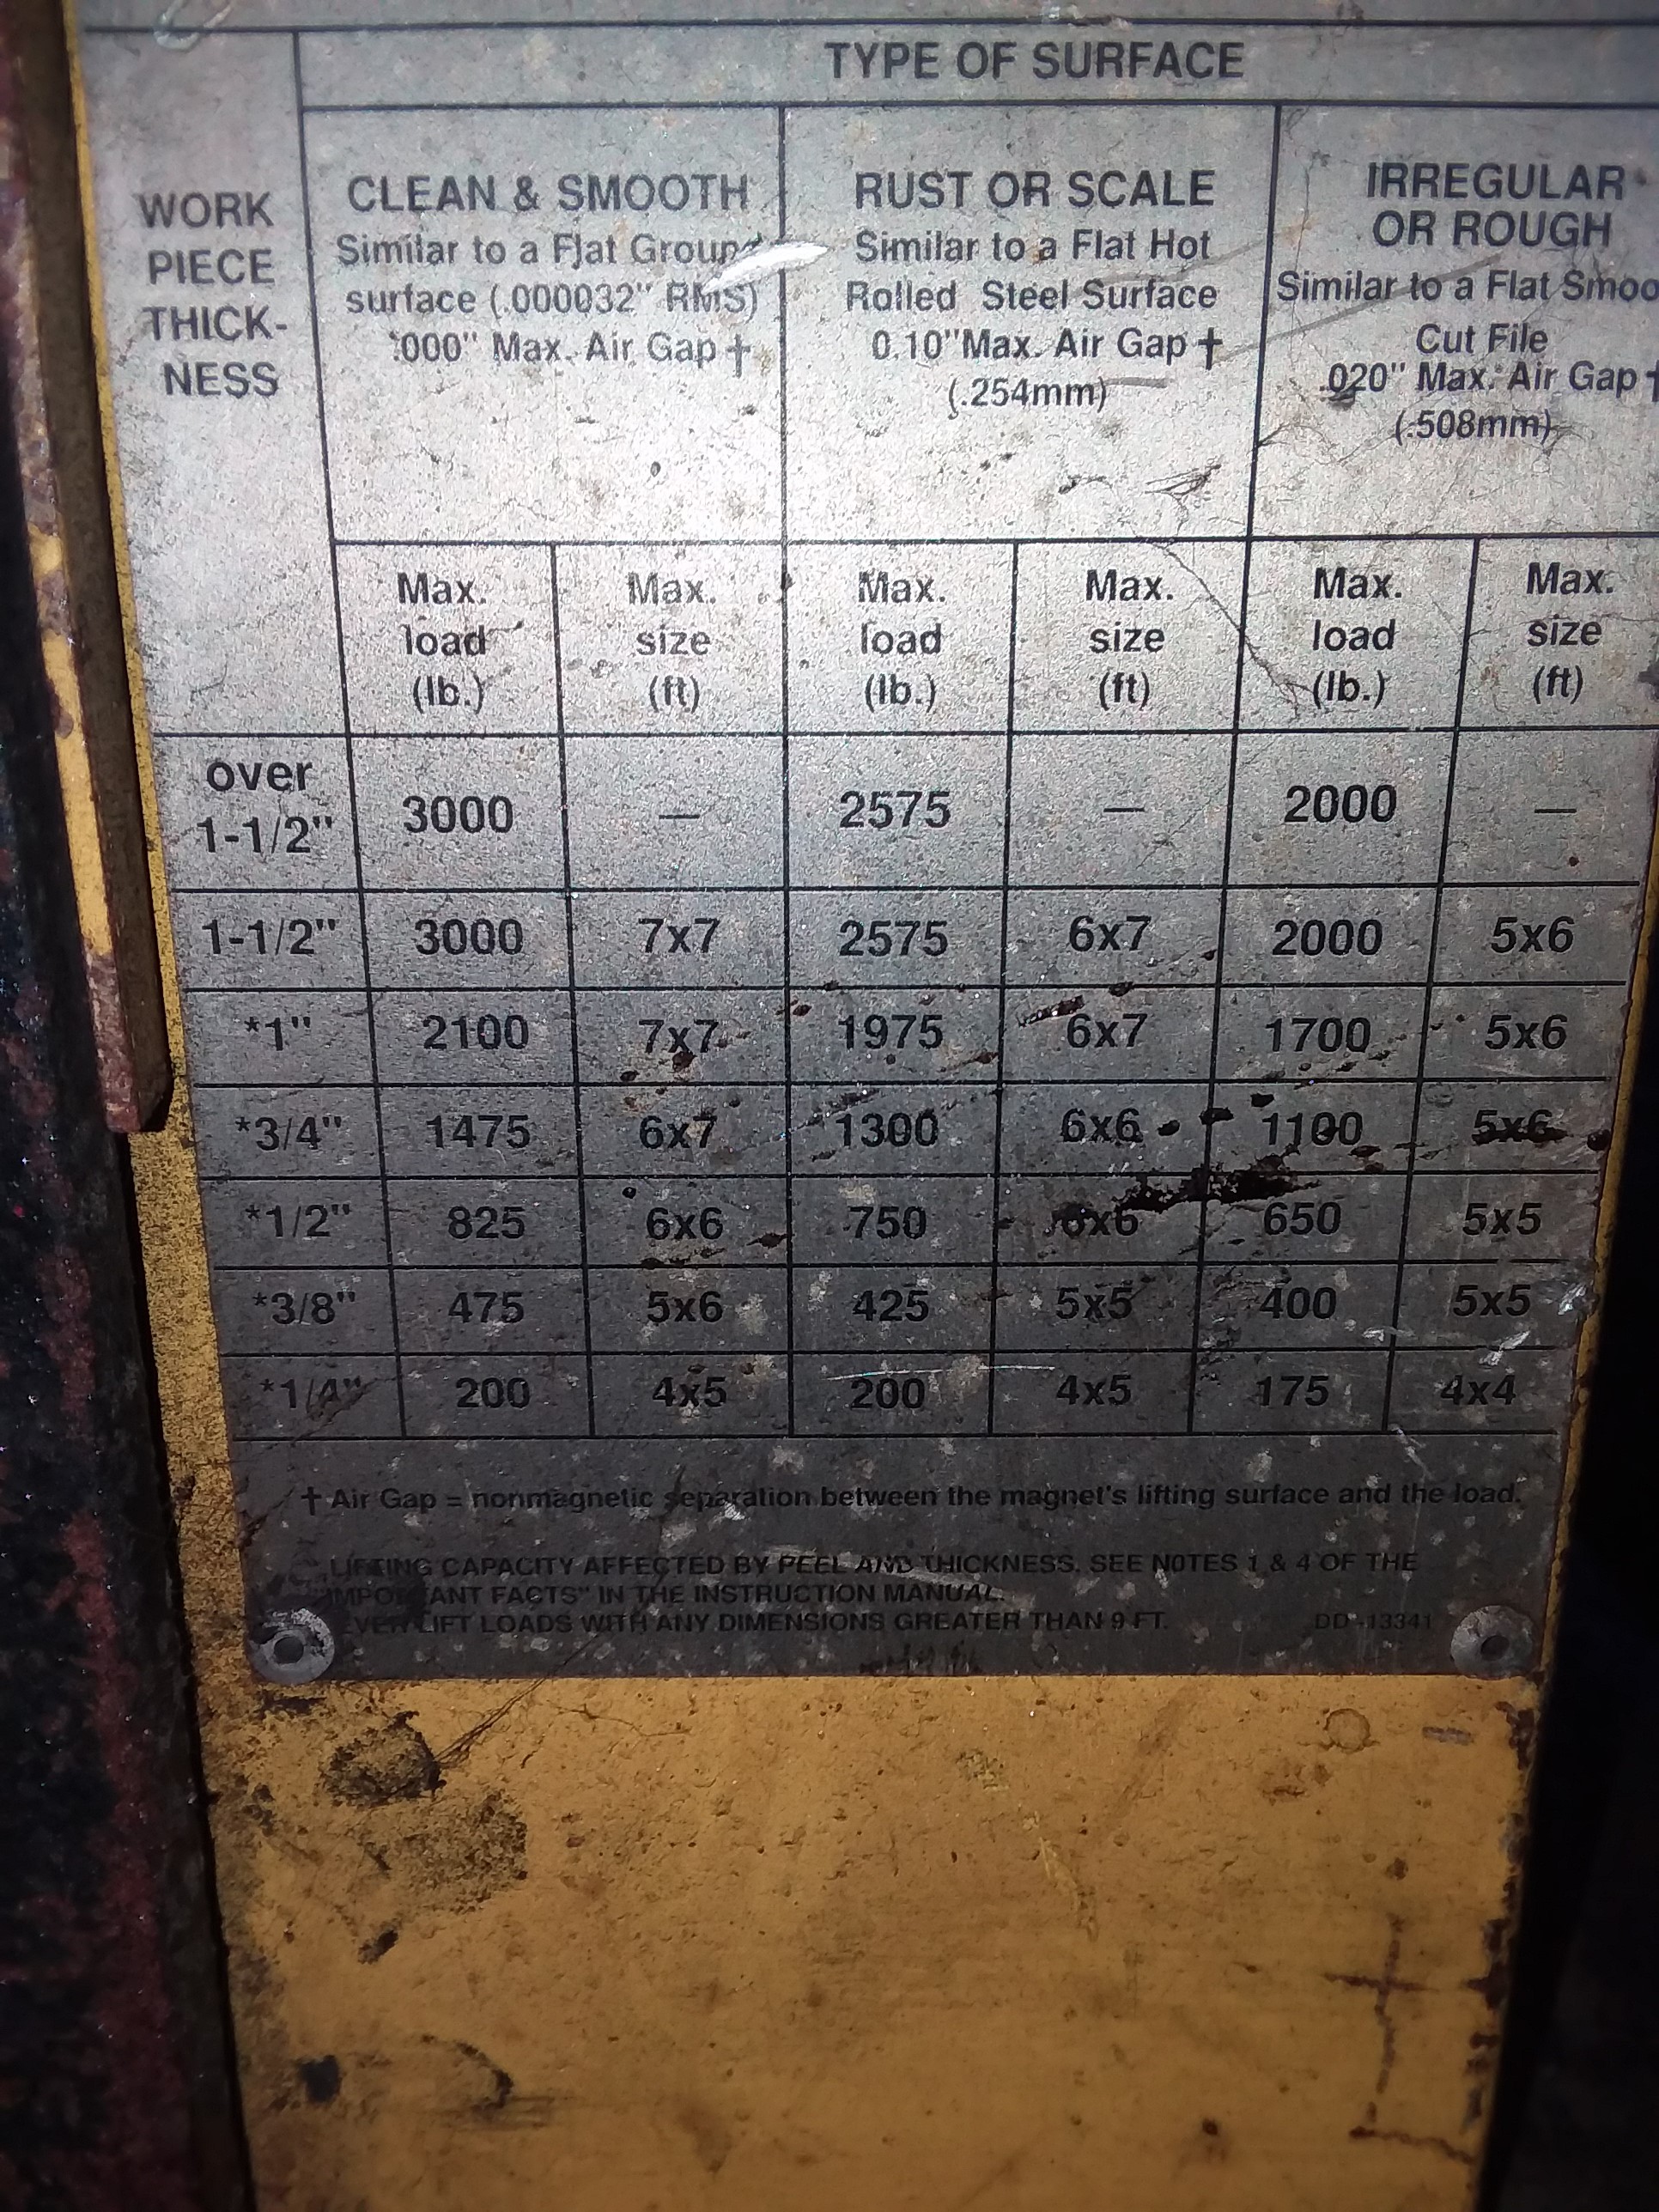 TYPE OF SURFACE
WORK
PIECE
THICK-
NESS
CLEAN & SMOOTH
Similar to a Flat Ground
surface (.000032" RMS)
.000" Max. Air Gap †
RUST OR SCALE
Similar to a Flat Hot
Rolled Steel Surface
0.10"Max. Air Gap †
(.254mm)
IRREGULAR
OR ROUGH
Similar to a Flat Smoo
Cut File
.020" Max. Air Gap †
(.508mm)
Max. load (lb.) Max. size (ft) Max. load (lb.) Max. size (ft) Max. load (lb.) Max. size (ft)
over 1-1/2" 3000 — 2575 — 2000 —
1-1/2" 3000 7x7 2575 6x7 2000 5x6
*1" 2100 7x7 1975 6x7 1700 5x6
*3/4" 1475 6x7 1300 6x6 1100 5x6
*1/2" 825 6x6 750 6x6 650 5x5
*3/8" 475 5x6 425 5x5 400 5x5
*1/4" 200 4x5 200 4x5 175 4x4
† Air Gap = nonmagnetic separation between the magnet's lifting surface and the load.
LIFTING CAPACITY AFFECTED BY PEEL AND THICKNESS. SEE NOTES 1 & 4 OF THE
"IMPORTANT FACTS" IN THE INSTRUCTION MANUAL.
EVER LIFT LOADS WITH ANY DIMENSIONS GREATER THAN 9 FT. DD-13341